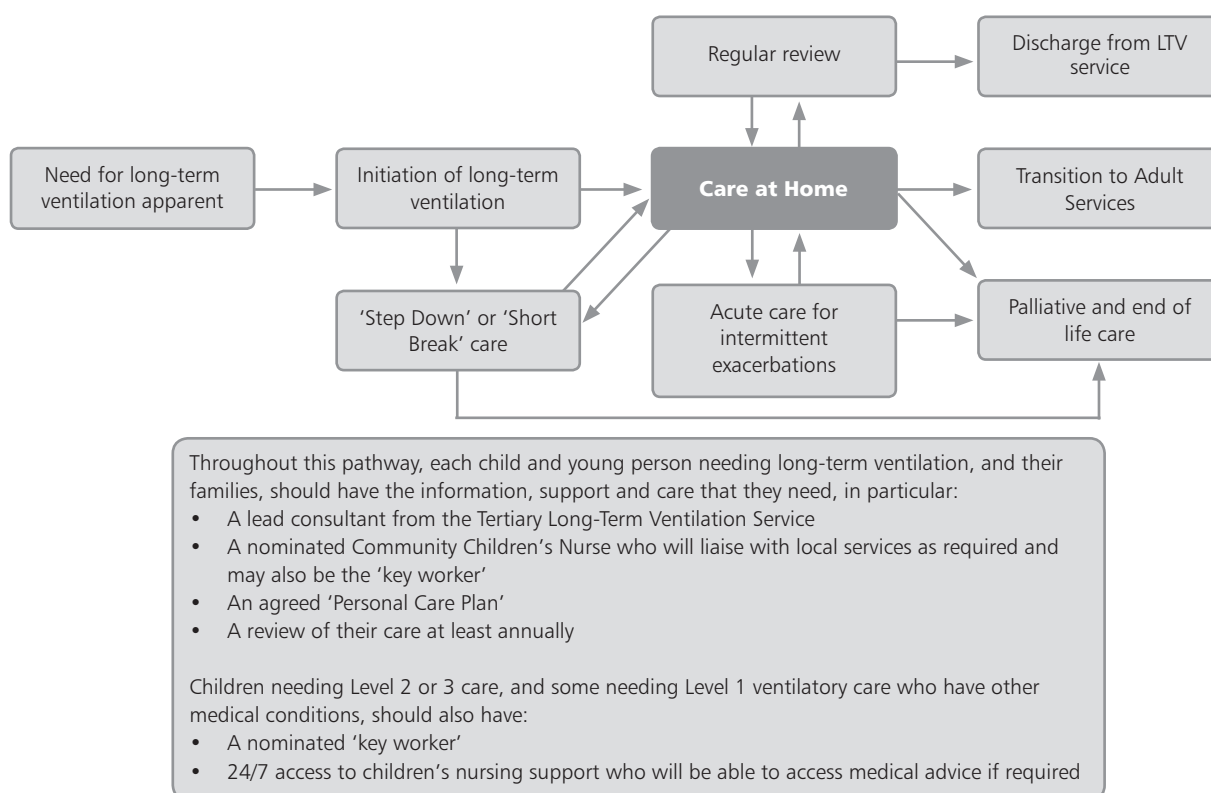 Regular review
Discharge from LTV
service
Need for long-term
ventilation apparent
Initiation of long-term
ventilation
Care at Home
Transition to Adult
Services
‘Step Down’ or ‘Short
Break’ care
Acute care for
intermittent
exacerbations
Palliative and end of
life care
Throughout this pathway, each child and young person needing long-term ventilation, and their
families, should have the information, support and care that they need, in particular:
• A lead consultant from the Tertiary Long-Term Ventilation Service
• A nominated Community Children’s Nurse who will liaise with local services as required and
may also be the ‘key worker’
• An agreed ‘Personal Care Plan’
• A review of their care at least annually
Children needing Level 2 or 3 care, and some needing Level 1 ventilatory care who have other
medical conditions, should also have:
• A nominated ‘key worker’
• 24/7 access to children’s nursing support who will be able to access medical advice if required